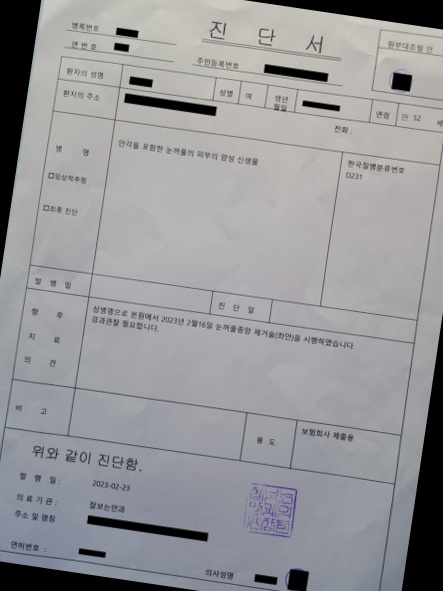 병록번호
연 번 호
진 단 서
주민등록번호
원부대조필 인
환자의 성명
성별
여
생년
월일
연령
만 52 세
환자의 주소
전화 :
병 명
안각을 포함한 눈꺼풀의 피부의 양성 신생물
한국질병분류번호
D231
□임상적추정
□최종 진단
발 병 일
진 단 일
향 후
치 료
의 견
상병명으로 본원에서 2023년 2월16일 눈꺼풀종양 제거술(좌안)을 시행하였습니다.
경과관찰 필요합니다.
비 고
용 도
보험회사 제출용
위와 같이 진단함.
발 행 일 :
2023-02-23
의 료 기 관 :
잘보는안과
주소 및 명칭
면허번호 :
의사성명